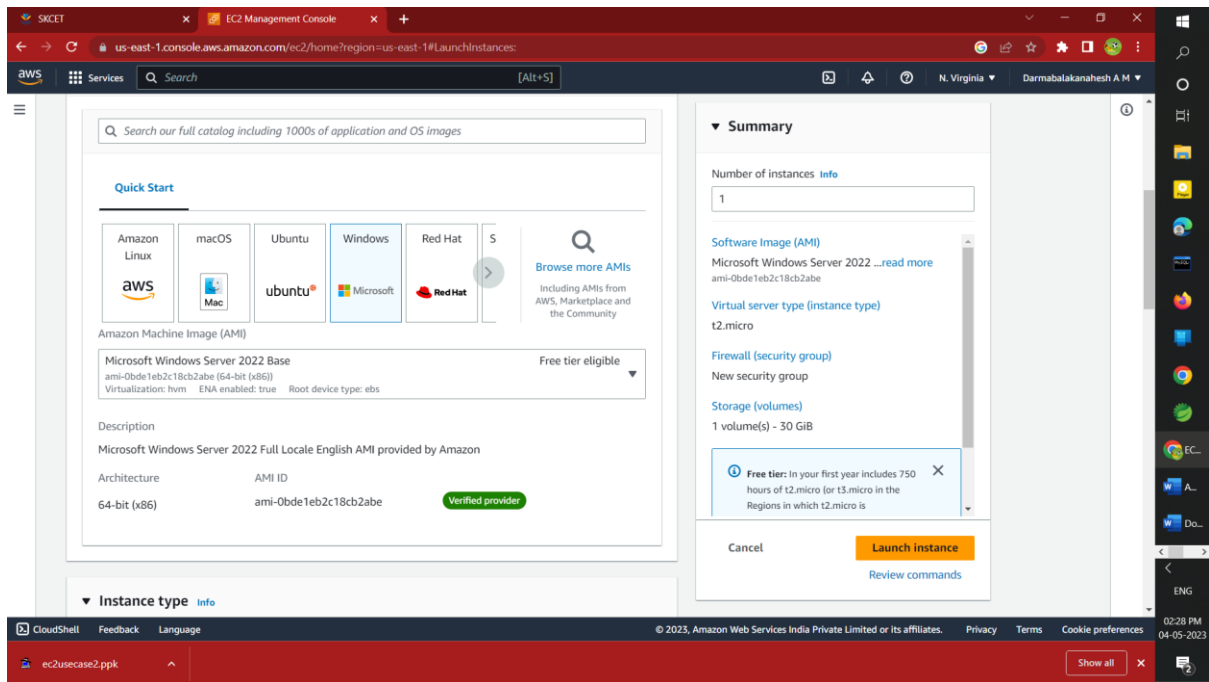 SKCET
EC2 Management Console
us-east-1.console.aws.amazon.com/ec2/home?region=us-east-1#LaunchInstances:
aws
Services
Search
[Alt+S]
N. Virginia
Darmabalakanahesh A M
Search our full catalog including 1000s of application and OS images
Quick Start
Amazon
Linux
aws
macOS
Mac
Ubuntu
ubuntu
Windows
Microsoft
Red Hat
RedHat
S
Browse more AMIs
Including AMIs from
AWS, Marketplace and
the Community
Amazon Machine Image (AMI)
Microsoft Windows Server 2022 Base
Free tier eligible
ami-0bde1eb2c18cb2abe (64-bit (x86))
Virtualization: hvm ENA enabled: true Root device type: ebs
Description
Microsoft Windows Server 2022 Full Locale English AMI provided by Amazon
Architecture
AMI ID
64-bit (x86)
ami-0bde1eb2c18cb2abe
Verified provider
Instance type Info
Summary
Number of instances Info
1
Software Image (AMI)
Microsoft Windows Server 2022 ...read more
ami-0bde1eb2c18cb2abe
Virtual server type (instance type)
t2.micro
Firewall (security group)
New security group
Storage (volumes)
1 volume(s) - 30 GiB
Free tier: In your first year includes 750
hours of t2.micro (or t3.micro in the
Regions in which t2.micro is
Cancel
Launch instance
Review commands
CloudShell
Feedback
Language
© 2023, Amazon Web Services India Private Limited or its affiliates.
Privacy
Terms
Cookie preferences
ec2usecase2.ppk
Show all
EC...
A...
Do...
ENG
02:28 PM
04-05-2023
2